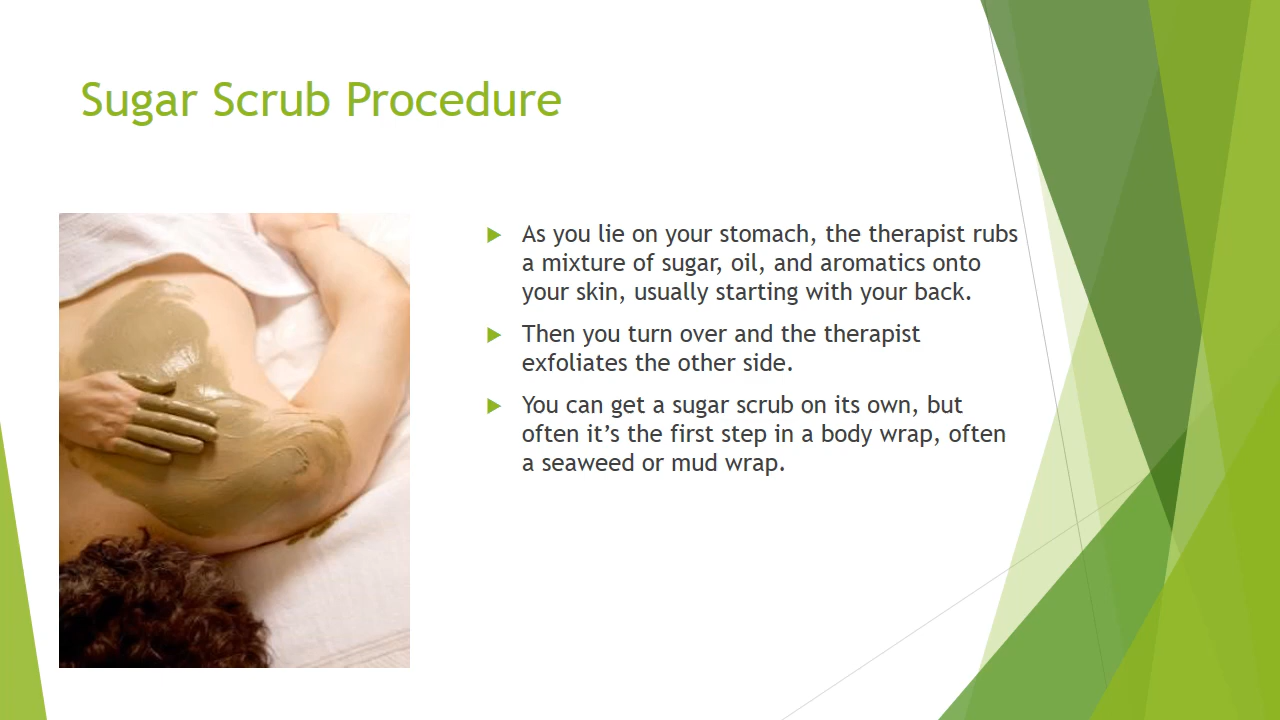 Sugar Scrub Procedure
As you lie on your stomach, the therapist rubs
a mixture of sugar, oil, and aromatics onto
your skin, usually starting with your back.
Then you turn over and the therapist
exfoliates the other side.
You can get a sugar scrub on its own, but
often it’s the first step in a body wrap, often
a seaweed or mud wrap.